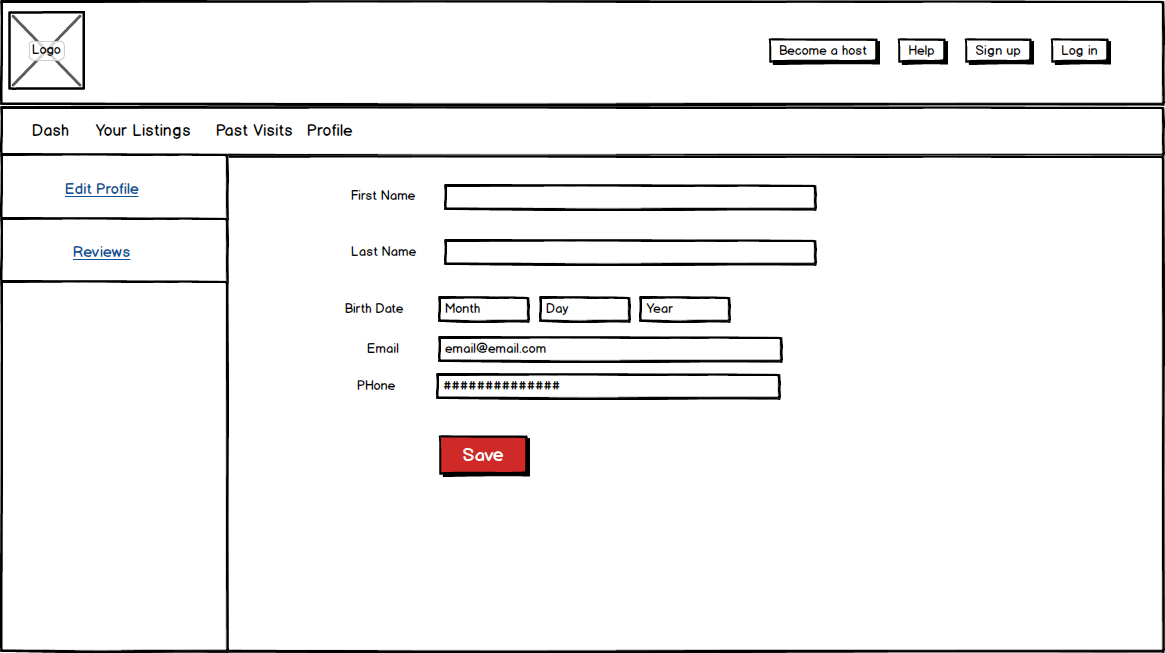 Logo
Become a host Help Sign up Log in
Dash Your Listings Past Visits Profile
Edit Profile
Reviews
First Name
Last Name
Birth Date Month Day Year
Email email@email.com
PHone ##############
Save